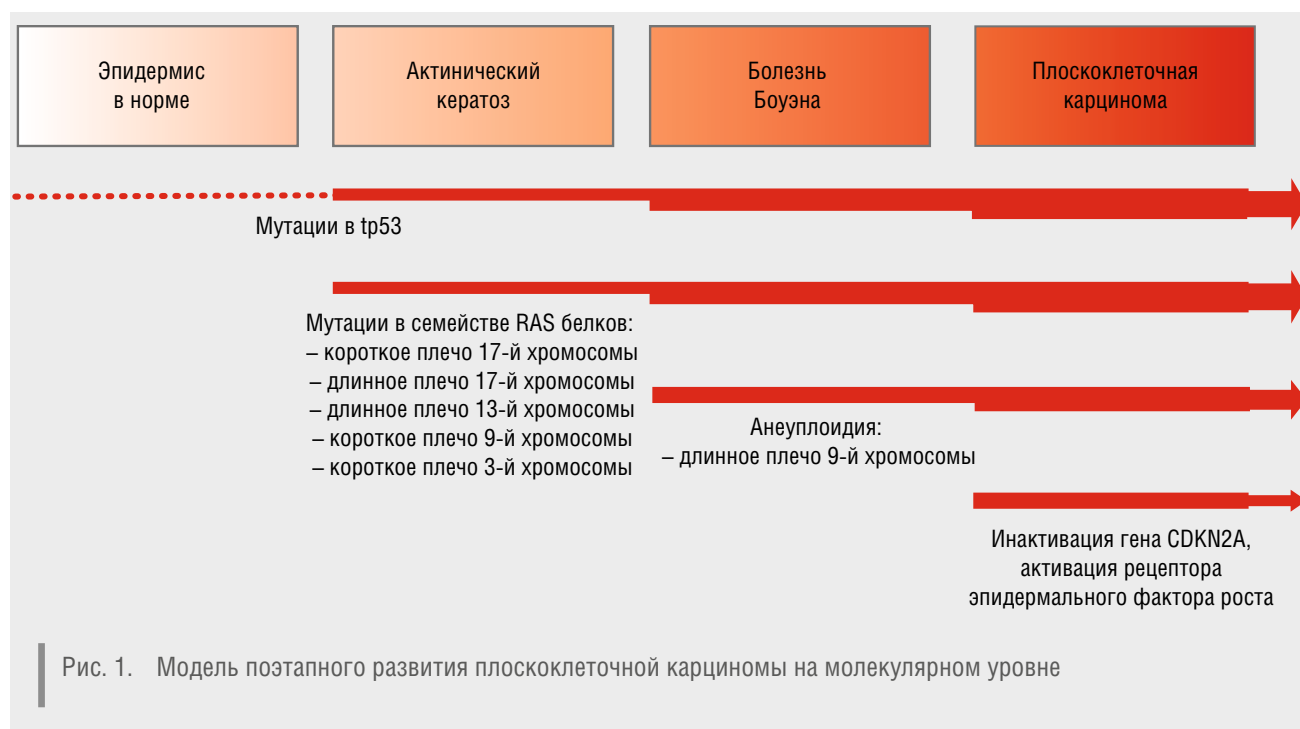 Эпидермис
в норме
Актинический
кератоз
Болезнь
Боуэна
Плоскоклеточная
карцинома
Мутации в tp53
Мутации в семействе RAS белков:
– короткое плечо 17-й хромосомы
– длинное плечо 17-й хромосомы
– длинное плечо 13-й хромосомы
– короткое плечо 9-й хромосомы
– короткое плечо 3-й хромосомы
Анеуплоидия:
– длинное плечо 9-й хромосомы
Инактивация гена CDKN2A,
активация рецептора
эпидермального фактора роста
Рис. 1. Модель поэтапного развития плоскоклеточной карциномы на молекулярном уровне